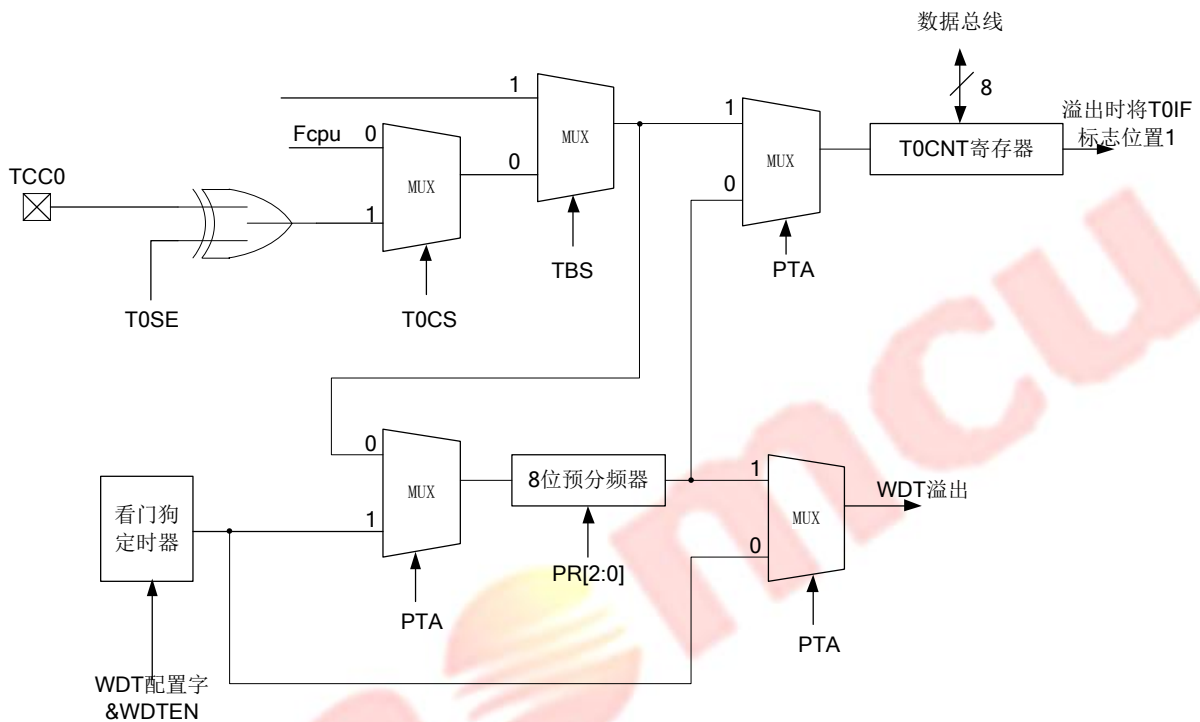 数据总线
8
溢出时将T0IF
标志位置1
1
Fcpu
0
MUX
1
TCC0
MUX
0
MUX
T0CNT寄存器
0
1
T0SE
T0CS
TBS
PTA
0
MUX
8位预分频器
1
WDT溢出
看门狗
定时器
1
MUX
0
PR[2:0]
PTA
PTA
WDT配置字
&WDTEN
mcu